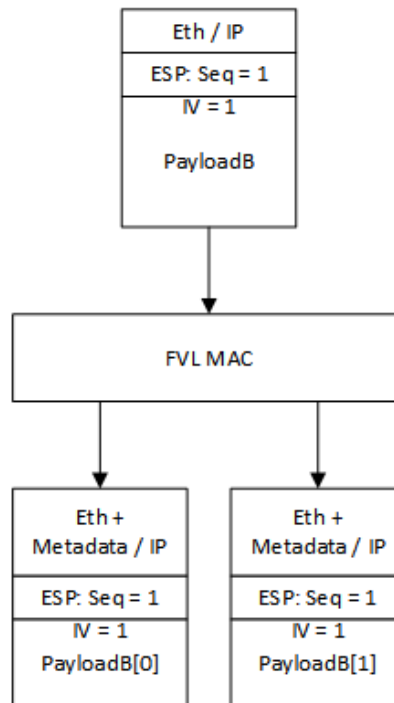 Eth / IP
ESP: Seq = 1
IV = 1
PayloadB
FVL MAC
Eth +
Metadata / IP
ESP: Seq = 1
IV = 1
PayloadB[0]
Eth +
Metadata / IP
ESP: Seq = 1
IV = 1
PayloadB[1]